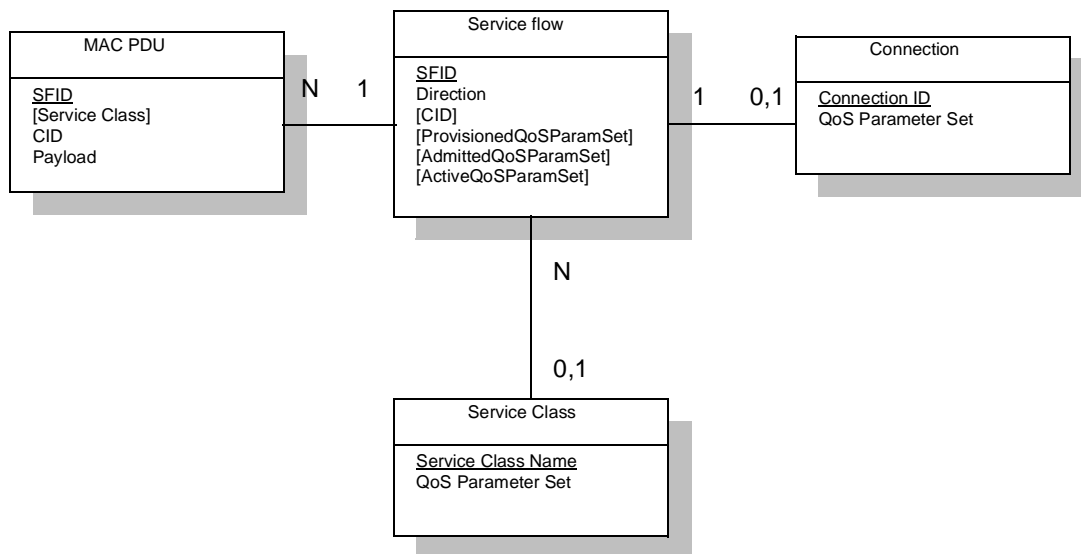 MAC PDU
SFID
[Service Class]
CID
Payload
N 1
Service flow
SFID
Direction
[CID]
[ProvisionedQoSParamSet]
[AdmittedQoSParamSet]
[ActiveQoSParamSet]
1 0,1
Connection
Connection ID
QoS Parameter Set
N
0,1
Service Class
Service Class Name
QoS Parameter Set